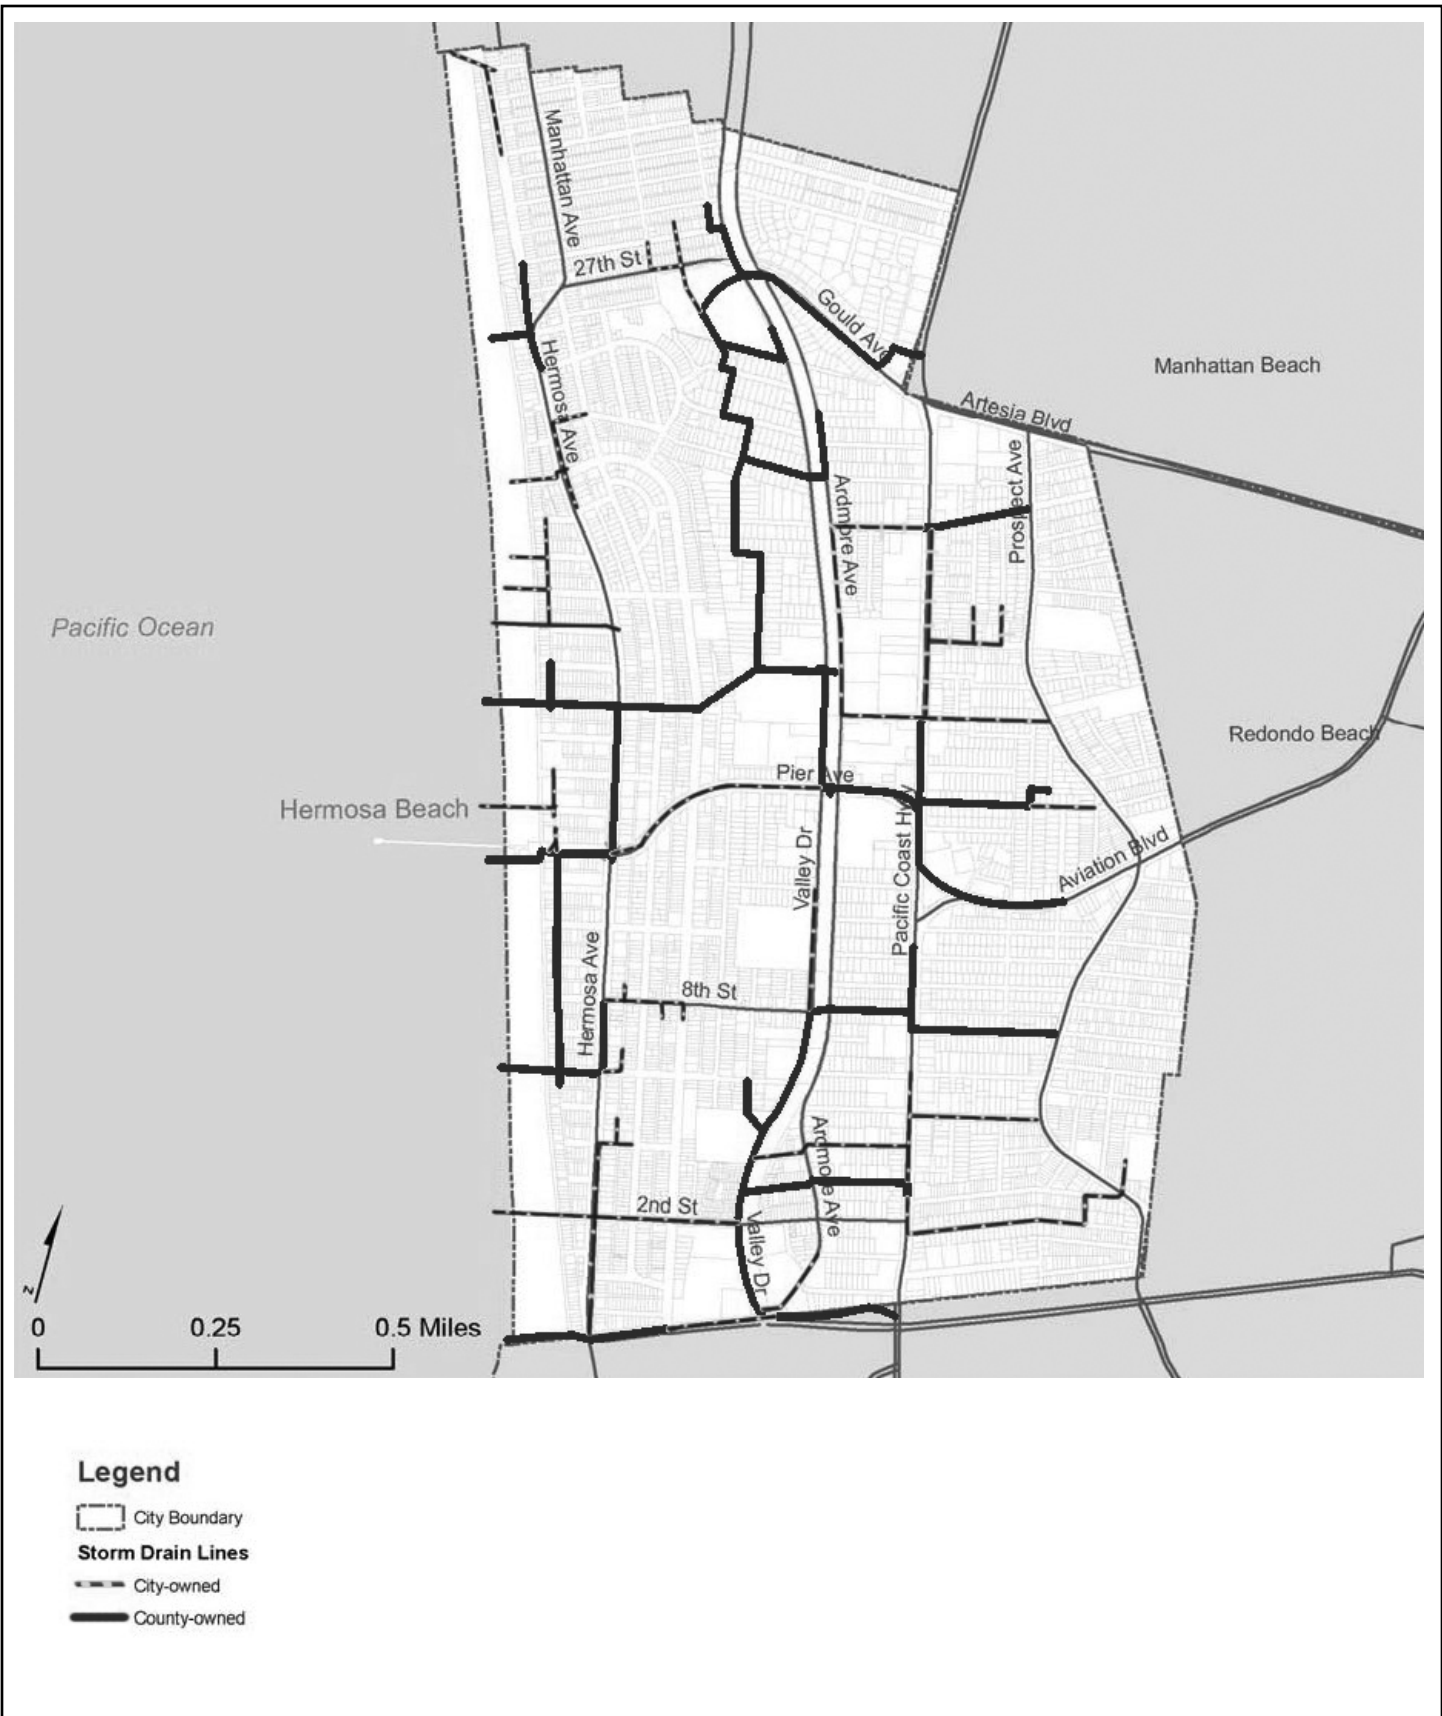 Manhattan Ave
27th St
Gould Ave
Hermosa Ave
Manhattan Beach
Artesia Blvd
Prospect Ave
Ardmore Ave
Pacific Ocean
Redondo Beach
Pier Ave
Hermosa Beach
Valley Dr
Pacific Coast Hwy
Aviation Blvd
Hermosa Ave
8th St
Ardmore Ave
2nd St
Valley Dr
z
0 0.25 0.5 Miles
Legend
City Boundary
Storm Drain Lines
City-owned
County-owned